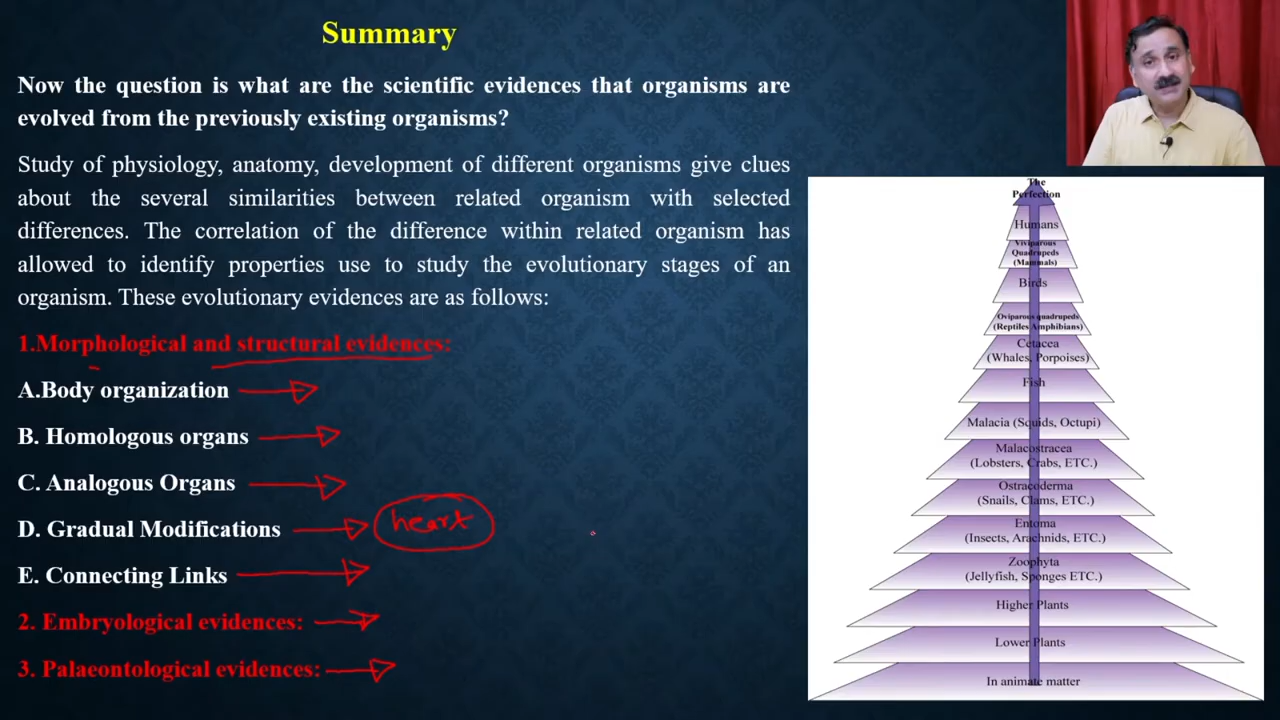 Summary
Now the question is what are the scientific evidences that organisms are
evolved from the previously existing organisms?
Study of physiology, anatomy, development of different organisms give clues
about the several similarities between related organism with selected
differences. The correlation of the difference within related organism has
allowed to identify properties use to study the evolutionary stages of an
organism. These evolutionary evidences are as follows:
1.Morphological and structural evidences:
A.Body organization
B. Homologous organs
C. Analogous Organs
D. Gradual Modifications
heart
E. Connecting Links
2. Embryological evidences:
3. Palaeontological evidences:
The
Perfection
Humans
Viviparous
Quadrupeds
(Mammals)
Birds
Oviparous quadrupeds
(Reptiles Amphibians)
Cetacea
(Whales, Porpoises)
Fish
Malacia (Squids, Octupi)
Malacostracea
(Lobsters, Crabs, ETC.)
Ostracoderma
(Snails, Clams, ETC.)
Entoma
(Insects, Arachnids, ETC.)
Zoophyta
(Jellyfish, Sponges ETC.)
Higher Plants
Lower Plants
In animate matter